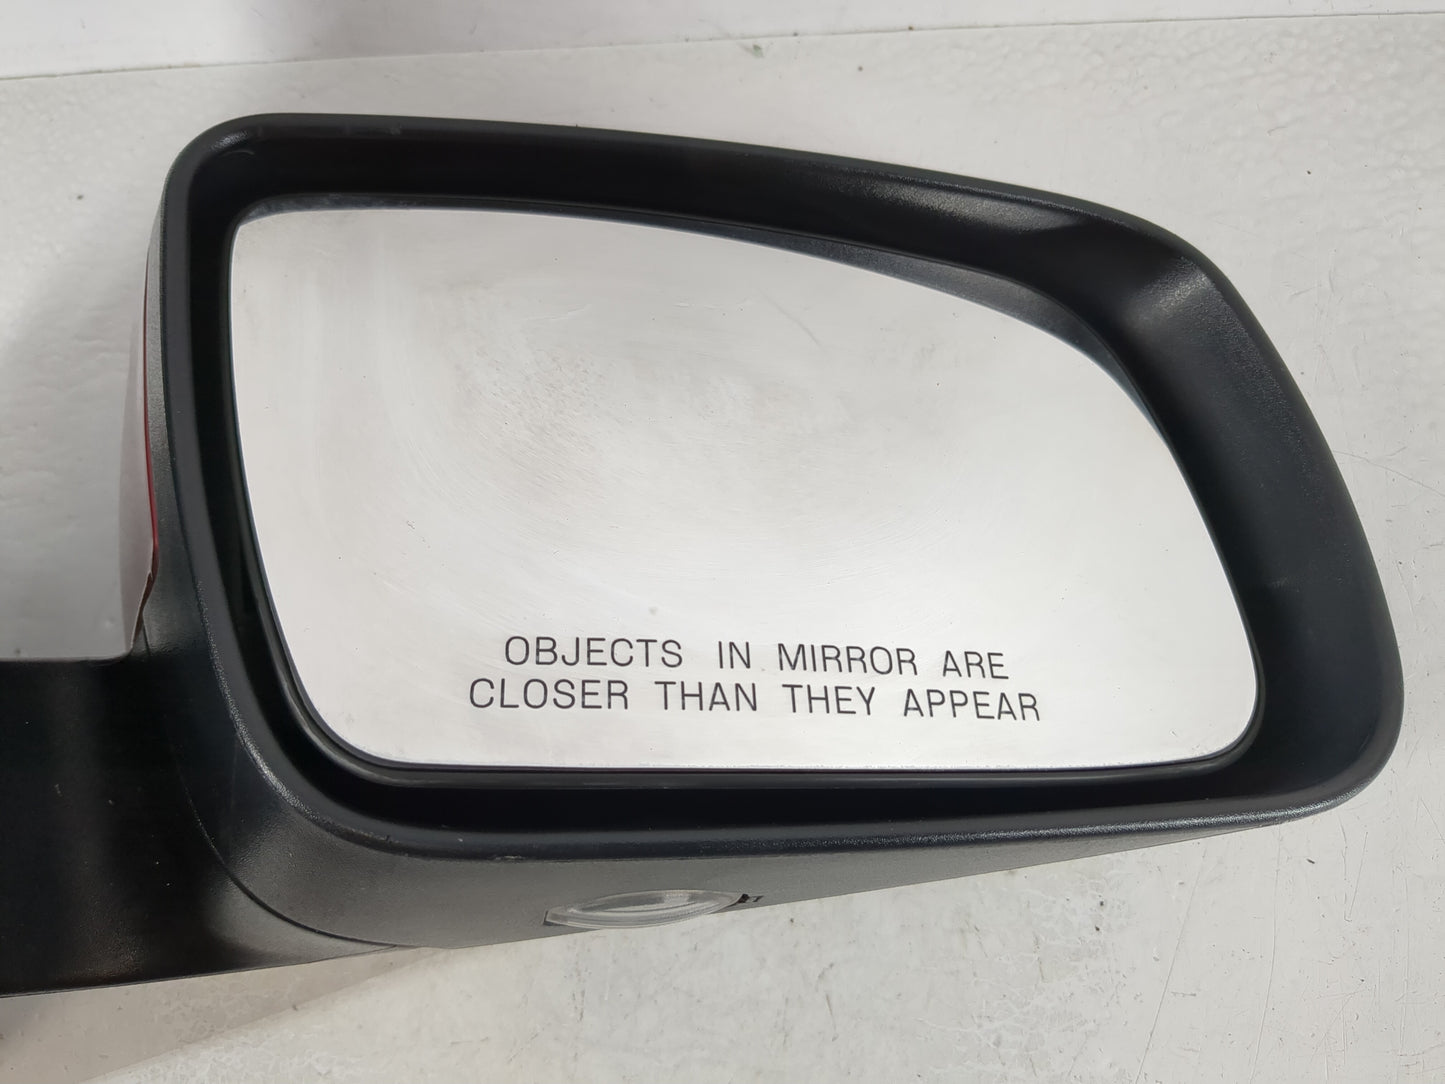 OBJECTS IN MIRROR ARE
CLOSER THAN THEY APPEAR